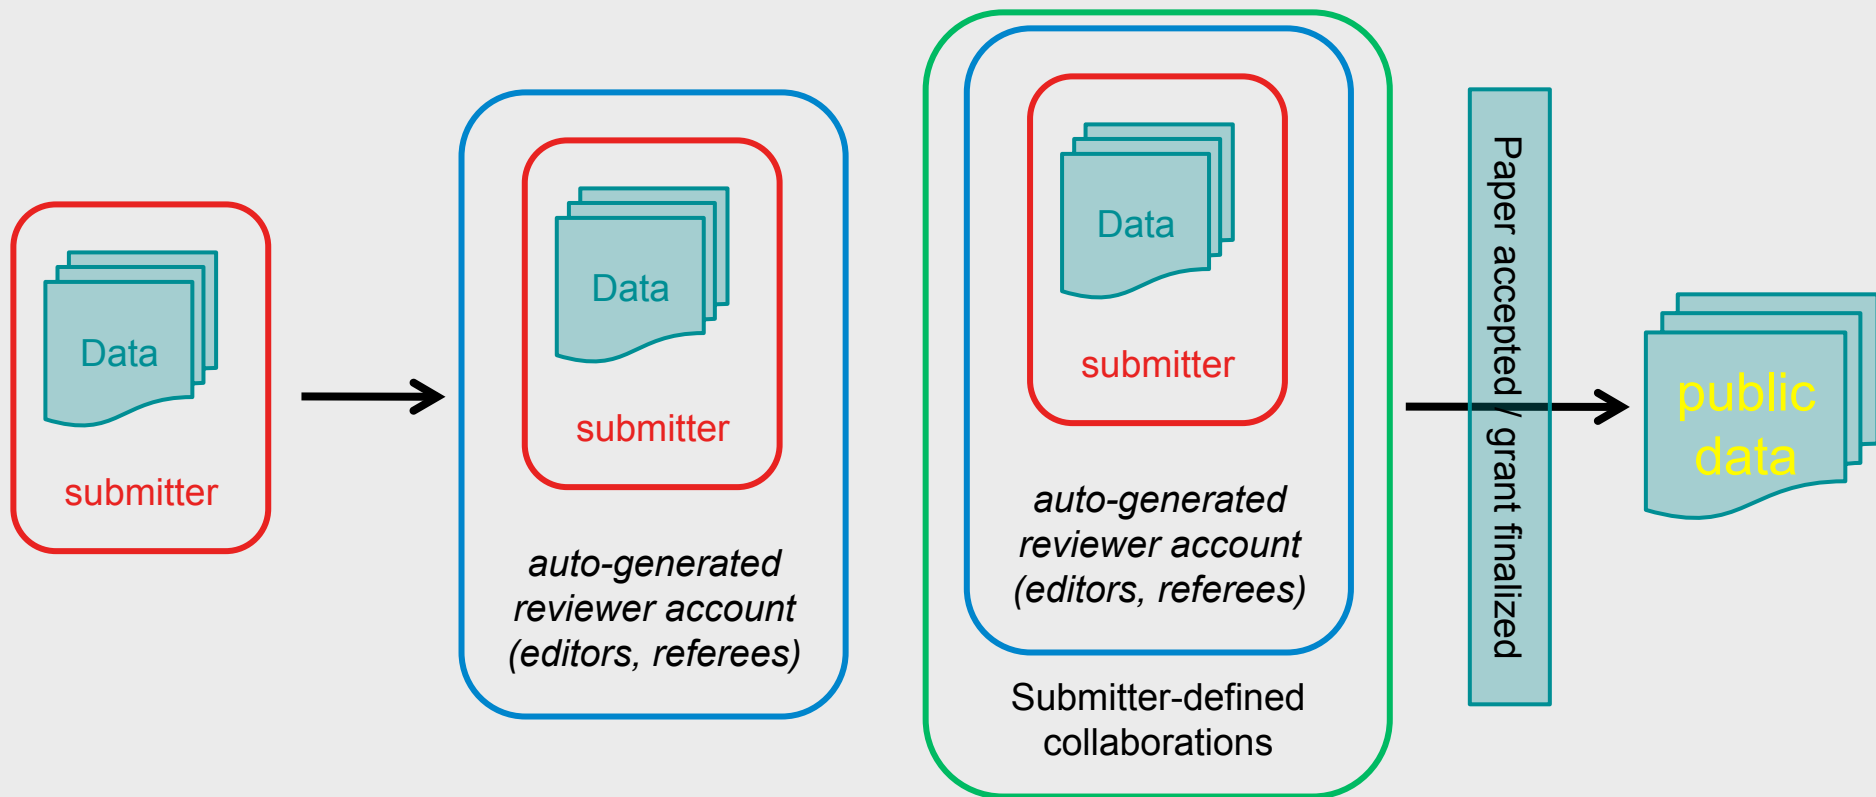 Data
submitter
Data
submitter
auto-generated
reviewer account
(editors, referees)
Data
submitter
auto-generated
reviewer account
(editors, referees)
Submitter-defined
collaborations
Paper accepted / grant finalized
public
data